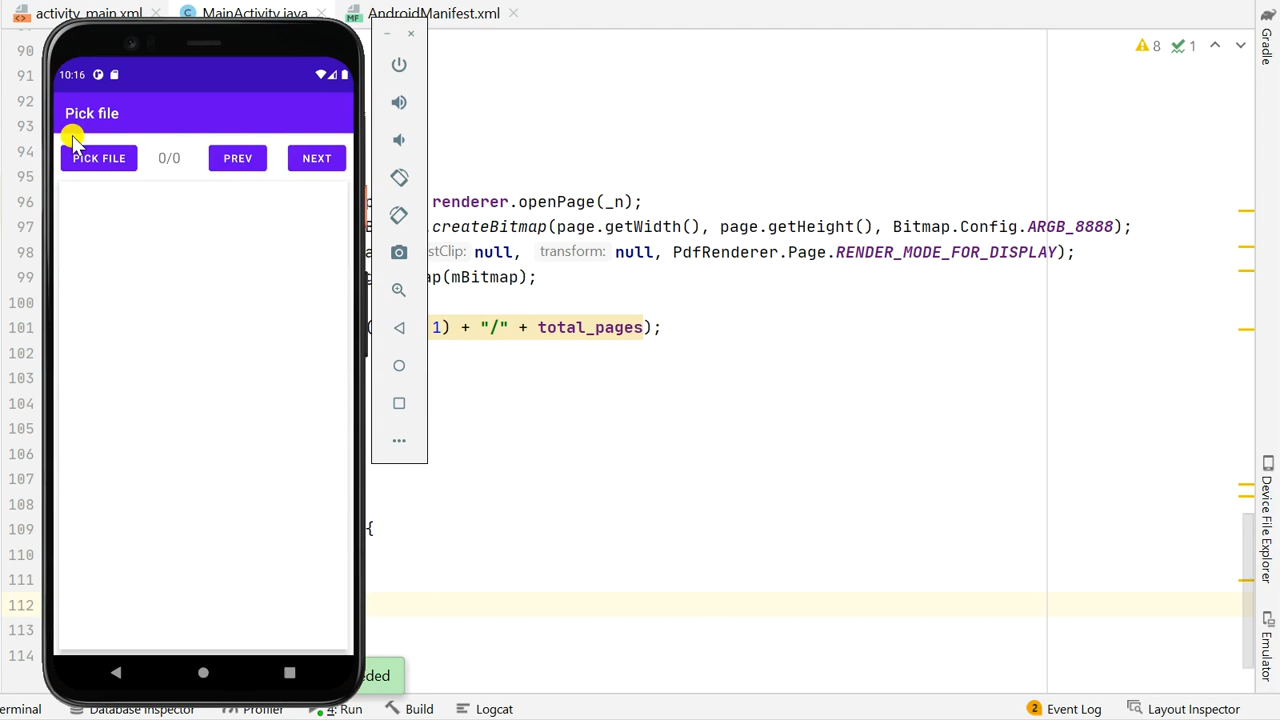 activity_main.xml MainActivity.java AndroidManifest.xml
90
91
92
93
94
95
96 renderer.openPage(_n);
97 .createBitmap(page.getWidth(), page.getHeight(), Bitmap.Config.ARGB_8888);
98 stClip: null, transform: null, PdfRenderer.Page.RENDER_MODE_FOR_DISPLAY);
99 ap(mBitmap);
100
101 1) + "/" + total_pages);
102
103
104
105
106
107
108
109 {
110
111
112
113
114
8 1
10:16
Pick file
PICK FILE 0/0 PREV NEXT
Gradle
Device File Explorer
Emulator
eded
erminal Database Inspector Profiler 4: Run Build Logcat 2 Event Log Layout Inspector